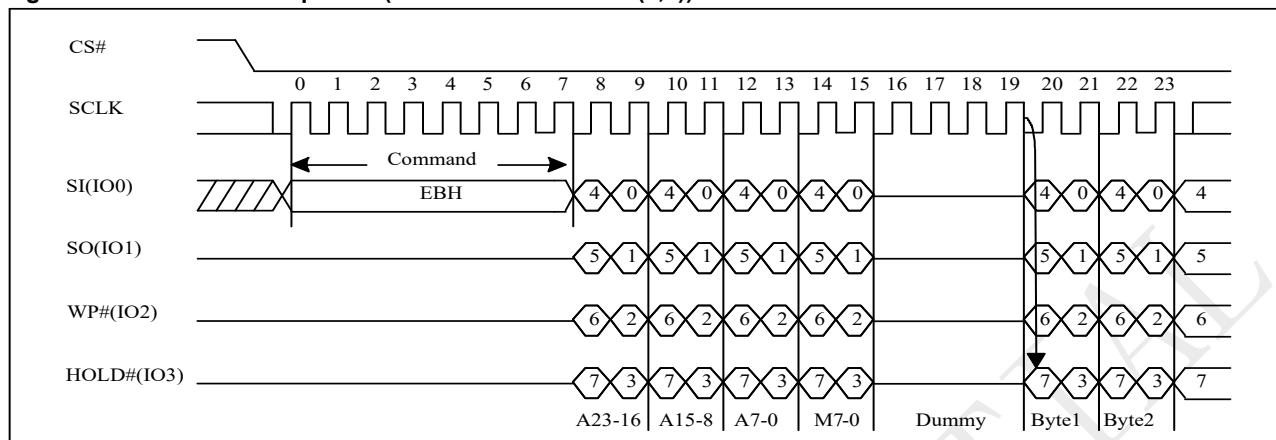 CS#
0 1 2 3 4 5 6 7 8 9 10 11 12 13 14 15 16 17 18 19 20 21 22 23
SCLK
Command
SI(IO0) EBH 4 0 4 0 4 0 4 0 4 0 4 0 4
SO(IO1) 5 1 5 1 5 1 5 1 5 1 5 1 5
WP#(IO2) 6 2 6 2 6 2 6 2 6 2 6 2 6
HOLD#(IO3) 7 3 7 3 7 3 7 3 7 3 7 3 7
A23-16 A15-8 A7-0 M7-0 Dummy Byte1 Byte2